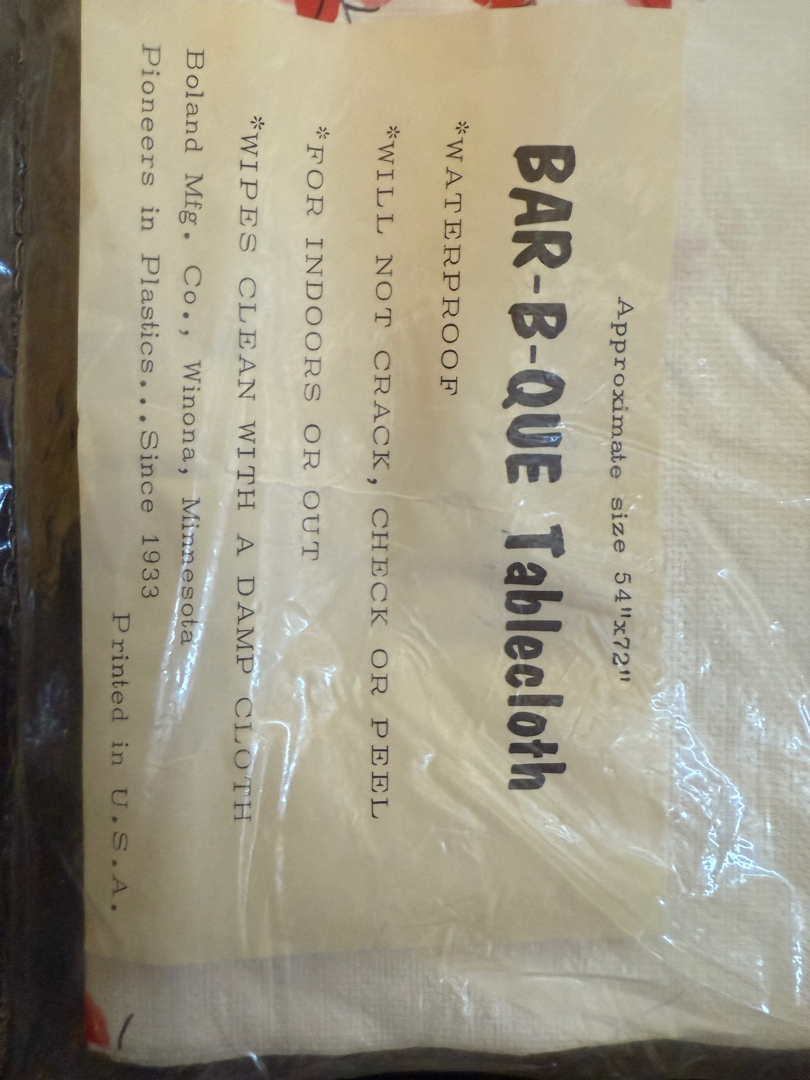 Approximate size 54"x72"
BAR-B-QUE Tablecloth
*WATERPROOF
*WILL NOT CRACK, CHECK OR PEEL
*FOR INDOORS OR OUT
*WIPES CLEAN WITH A DAMP CLOTH
Boland Mfg. Co., Winona, Minnesota
Pioneers in Plastics...Since 1933
Printed in U.S.A.